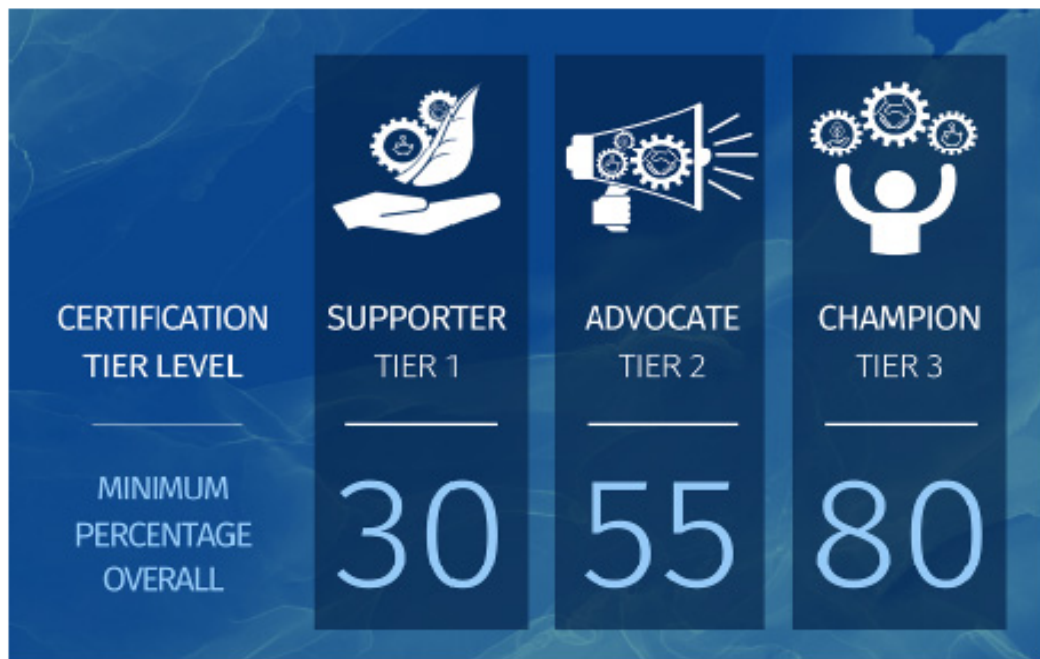 CERTIFICATION
TIER LEVEL
SUPPORTER
TIER 1
ADVOCATE
TIER 2
CHAMPION
TIER 3
MINIMUM
PERCENTAGE
OVERALL
30
55
80